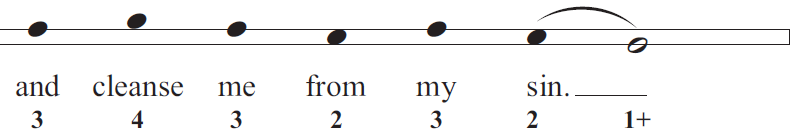 and cleanse me from my sin.
3 4 3 2 3 2 1+